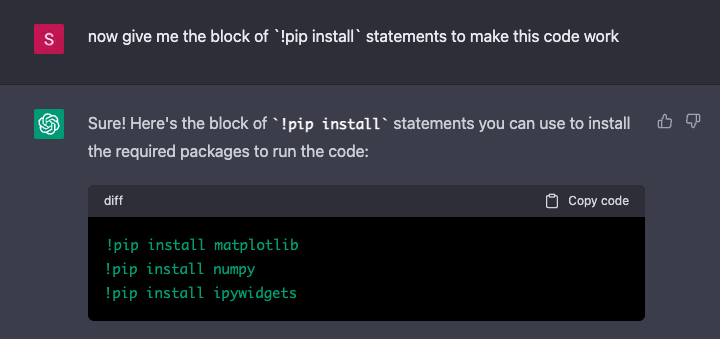 S
now give me the block of `!pip install` statements to make this code work
Sure! Here's the block of `!pip install` statements you can use to install
the required packages to run the code:
diff
Copy code
!pip install matplotlib
!pip install numpy
!pip install ipywidgets